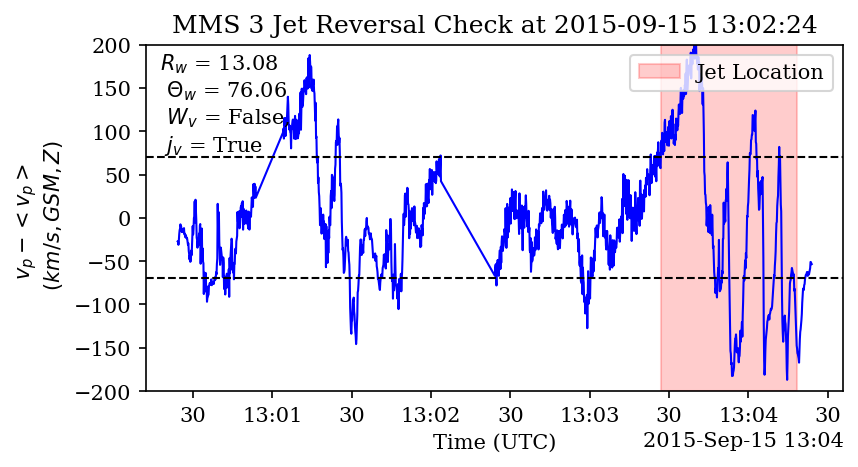 MMS 3 Jet Reversal Check at 2015-09-15 13:02:24
R_w = 13.08
Θ_w = 76.06
W_v = False
j_v = True
Jet Location
200
150
100
50
0
−50
−100
−150
−200
v_p − < v_p >
(km/s, GSM, Z)
30 13:01 30 13:02 30 13:03 30 13:04 30
Time (UTC)
2015-Sep-15 13:04